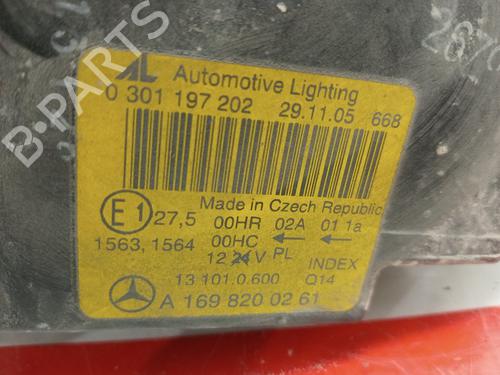 AL Automotive Lighting
0 301 197 202 29.11.05 668
Made in Czech Republic
E1 27,5 00HR 02A 01 1a
1563, 1564 00HC ← ←
12 24V PL INDEX
13 101.0.600 Q14
A 169 820 02 61
B-PARTS